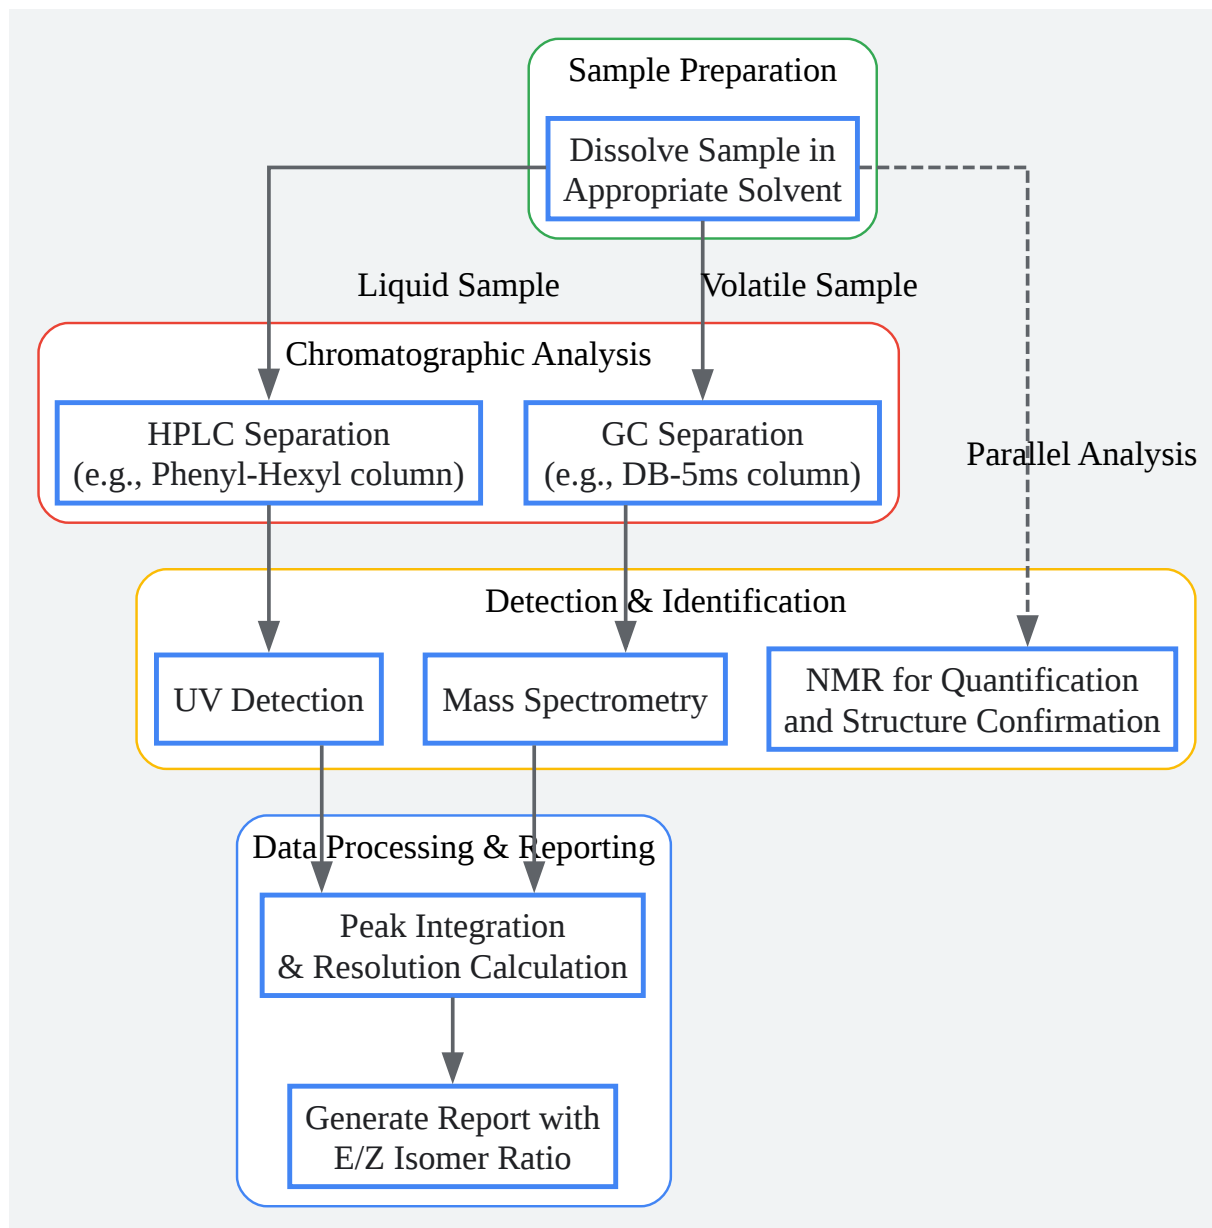 Sample Preparation
Dissolve Sample in
Appropriate Solvent
Liquid Sample
Volatile Sample
Chromatographic Analysis
HPLC Separation
(e.g., Phenyl-Hexyl column)
GC Separation
(e.g., DB-5ms column)
Parallel Analysis
Detection & Identification
UV Detection
Mass Spectrometry
NMR for Quantification
and Structure Confirmation
Data Processing & Reporting
Peak Integration
& Resolution Calculation
Generate Report with
E/Z Isomer Ratio